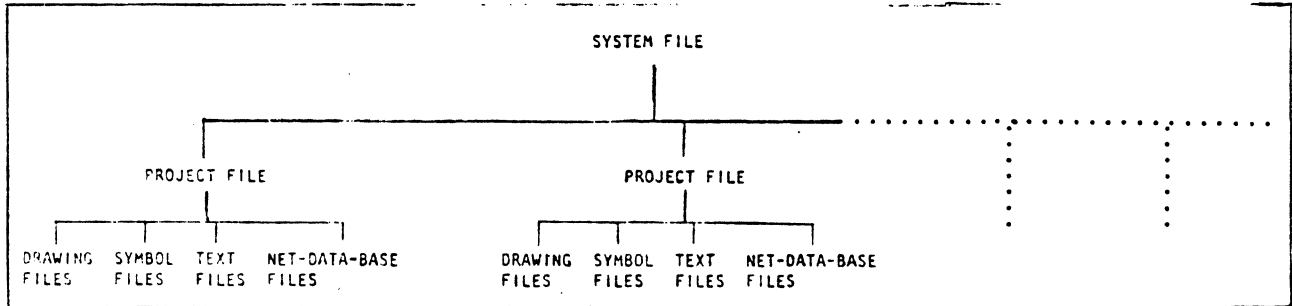 SYSTEM FILE
PROJECT FILE PROJECT FILE
DRAWING SYMBOL TEXT NET-DATA-BASE DRAWING SYMBOL TEXT NET-DATA-BASE
FILES FILES FILES FILES FILES FILES FILES FILES